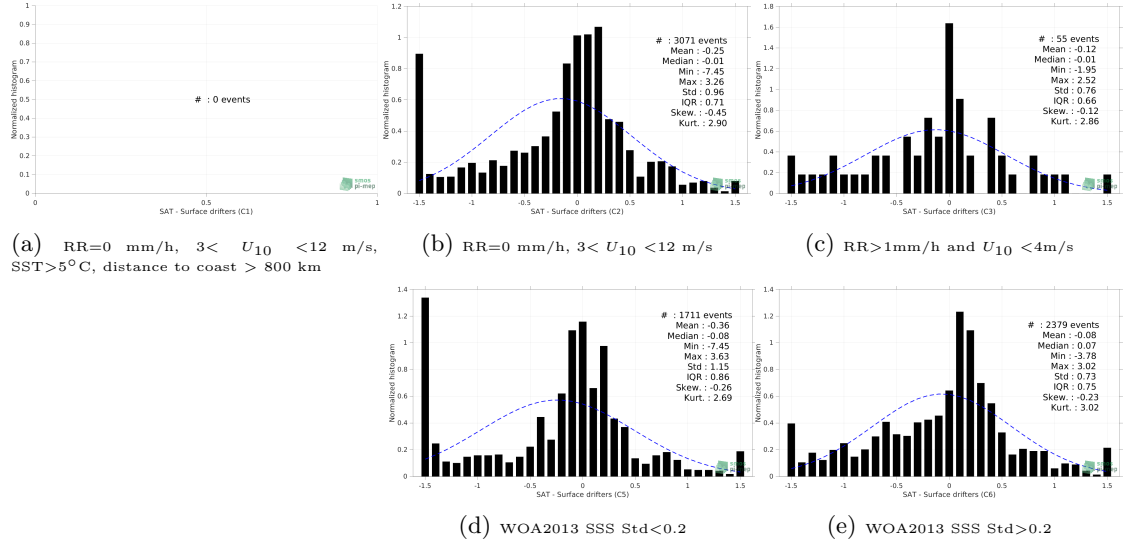 Normalized histogram
1
0.9
0.8
0.7
0.6
0.5
0.4
0.3
0.2
0.1
0
# : 0 events
smos
pi-mep
0 0.5 1
SAT - Surface drifters (C1)
(a) RR=0 mm/h, 3< U10 <12 m/s,
SST>5°C, distance to coast > 800 km
Normalized histogram
1.2
1
0.8
0.6
0.4
0.2
0
# : 3071 events
Mean : -0.25
Median : -0.01
Min : -7.45
Max : 3.26
Std : 0.96
IQR : 0.71
Skew. : -0.45
Kurt. : 2.90
smos
pi-mep
-1.5 -1 -0.5 0 0.5 1 1.5
SAT - Surface drifters (C2)
(b) RR=0 mm/h, 3< U10 <12 m/s
Normalized histogram
1.8
1.6
1.4
1.2
1
0.8
0.6
0.4
0.2
0
# : 55 events
Mean : -0.12
Median : -0.01
Min : -1.95
Max : 2.52
Std : 0.76
IQR : 0.66
Skew. : -0.12
Kurt. : 2.86
smos
pi-mep
-1.5 -1 -0.5 0 0.5 1 1.5
SAT - Surface drifters (C3)
(c) RR>1mm/h and U10 <4m/s
Normalized histogram
1.4
1.2
1
0.8
0.6
0.4
0.2
0
# : 1711 events
Mean : -0.36
Median : -0.08
Min : -7.45
Max : 3.63
Std : 1.15
IQR : 0.86
Skew. : -0.26
Kurt. : 2.69
smos
pi-mep
-1.5 -1 -0.5 0 0.5 1 1.5
SAT - Surface drifters (C5)
(d) WOA2013 SSS Std<0.2
Normalized histogram
1.4
1.2
1
0.8
0.6
0.4
0.2
0
# : 2379 events
Mean : -0.08
Median : 0.07
Min : -3.78
Max : 3.02
Std : 0.73
IQR : 0.75
Skew. : -0.23
Kurt. : 3.02
smos
pi-mep
-1.5 -1 -0.5 0 0.5 1 1.5
SAT - Surface drifters (C6)
(e) WOA2013 SSS Std>0.2